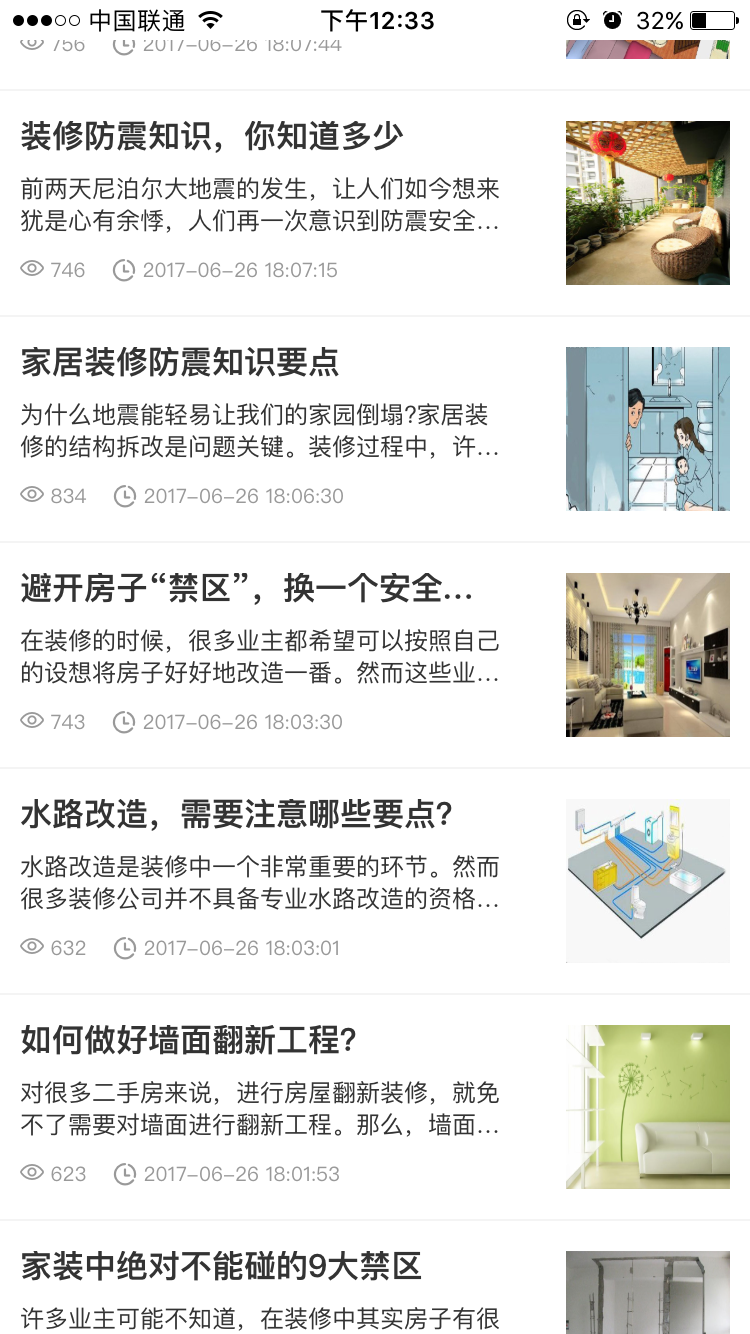 中国联通 下午12:33 32%
756 2017-06-26 18:07:44
装修防震知识，你知道多少
前两天尼泊尔大地震的发生，让人们如今想来
犹是心有余悸，人们再一次意识到防震安全...
746 2017-06-26 18:07:15
家居装修防震知识要点
为什么地震能轻易让我们的家园倒塌?家居装
修的结构拆改是问题关键。装修过程中，许...
834 2017-06-26 18:06:30
避开房子“禁区”，换一个安全...
在装修的时候，很多业主都希望可以按照自己
的设想将房子好好地改造一番。然而这些业...
743 2017-06-26 18:03:30
水路改造，需要注意哪些要点?
水路改造是装修中一个非常重要的环节。然而
很多装修公司并不具备专业水路改造的资格...
632 2017-06-26 18:03:01
如何做好墙面翻新工程?
对很多二手房来说，进行房屋翻新装修，就免
不了需要对墙面进行翻新工程。那么，墙面...
623 2017-06-26 18:01:53
家装中绝对不能碰的9大禁区
许多业主可能不知道，在装修中其实房子有很